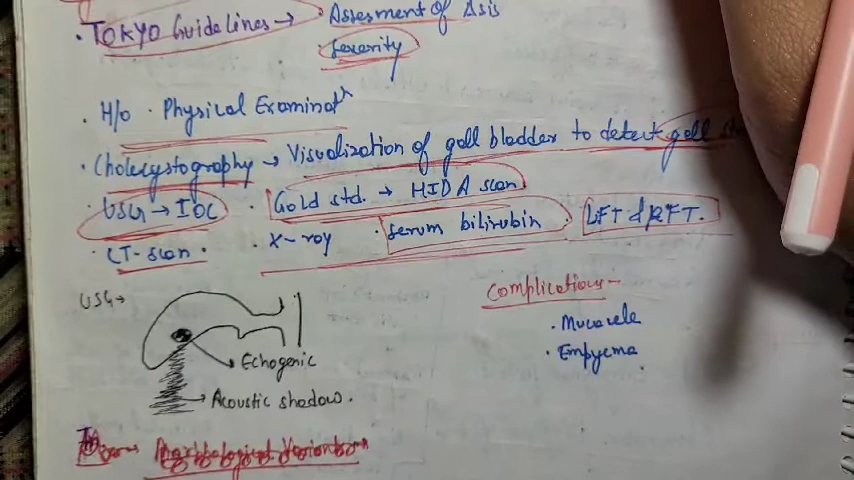 • TOKYO Guidelines → Assesment of Asis
severity
• H/o • Physical Examinatn
• Cholecystography → Visualization of gall bladder to detect gall
• USG → IOC • Gold std. → HIDA scan
• CT-scan • • X-ray • serum bilirubin • LFT d RFT.
USG →
Complications -
• Mucocele
• Empyema
Echogenic
Acoustic shadow.